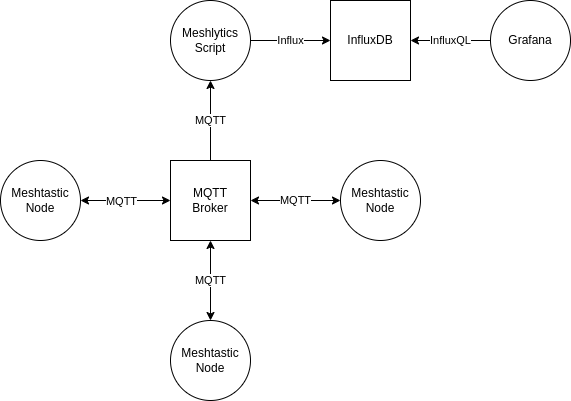 Meshlytics
Script
Influx
InfluxDB
InfluxQL
Grafana
MQTT
Meshtastic
Node
MQTT
MQTT
Broker
MQTT
Meshtastic
Node
MQTT
Meshtastic
Node